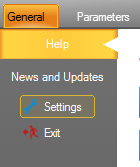 General Parameters
Help
News and Updates
Settings
Exit